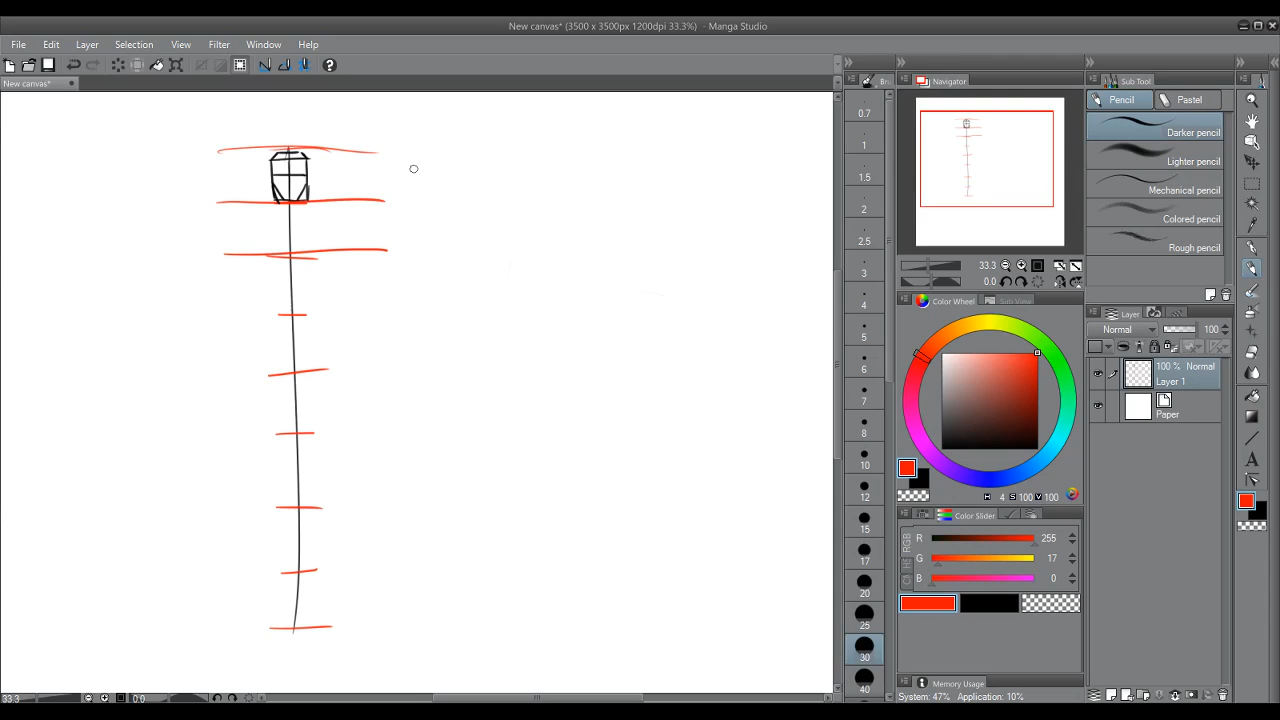 New canvas* (3500 x 3500px 1200dpi 33.3%) - Manga Studio
File Edit Layer Selection View Filter Window Help
New canvas*
Bru
Navigator
Sub Tool
Pencil Pastel
Darker pencil
Lighter pencil
Mechanical pencil
Colored pencil
Rough pencil
0.7
1
1.5
2
2.5
3
4
5
6
7
8
10
12
15
17
20
25
30
40
33.3
0.0
Color Wheel Sub View
H 4 S 100 V 100
Layer
Normal 100
100 % Normal
Layer 1
Paper
Color Slider
RGB
R 255
G 17
B 0
Memory Usage
System: 47% Application: 10%
33.3 0.0